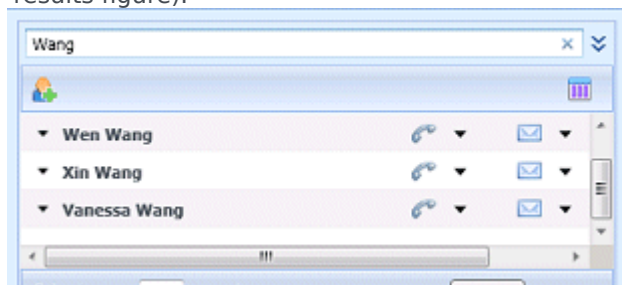 results figure).
Wang
Wen Wang
Xin Wang
Vanessa Wang